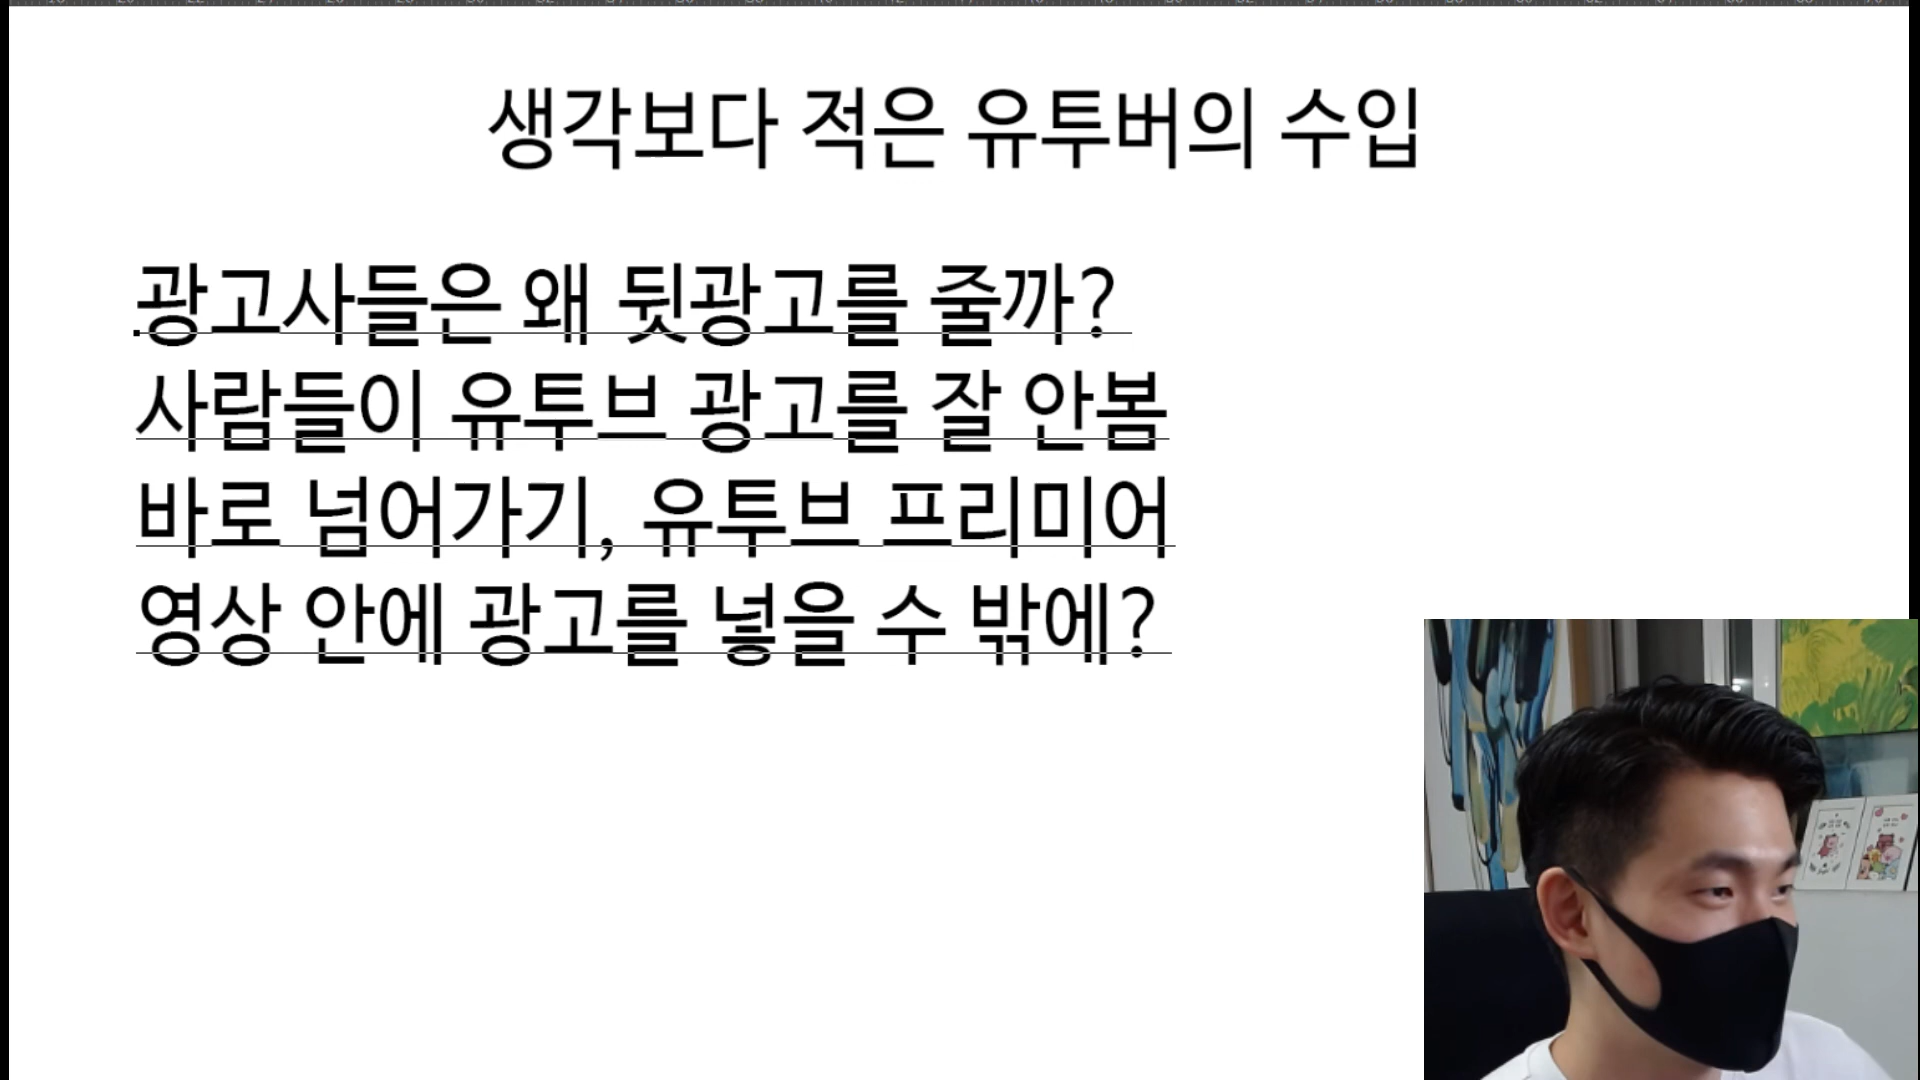 생각보다 적은 유투버의 수입
광고사들은 왜 뒷광고를 줄까?
사람들이 유투브 광고를 잘 안봄
바로 넘어가기, 유투브 프리미어
영상 안에 광고를 넣을 수 밖에?